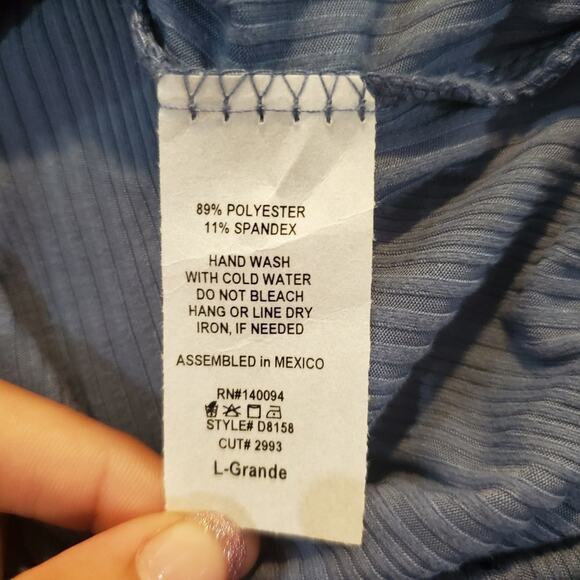 89% POLYESTER
11% SPANDEX
HAND WASH
WITH COLD WATER
DO NOT BLEACH
HANG OR LINE DRY
IRON, IF NEEDED
ASSEMBLED in MEXICO
RN#140094
STYLE# D8158
CUT# 2993
L-Grande